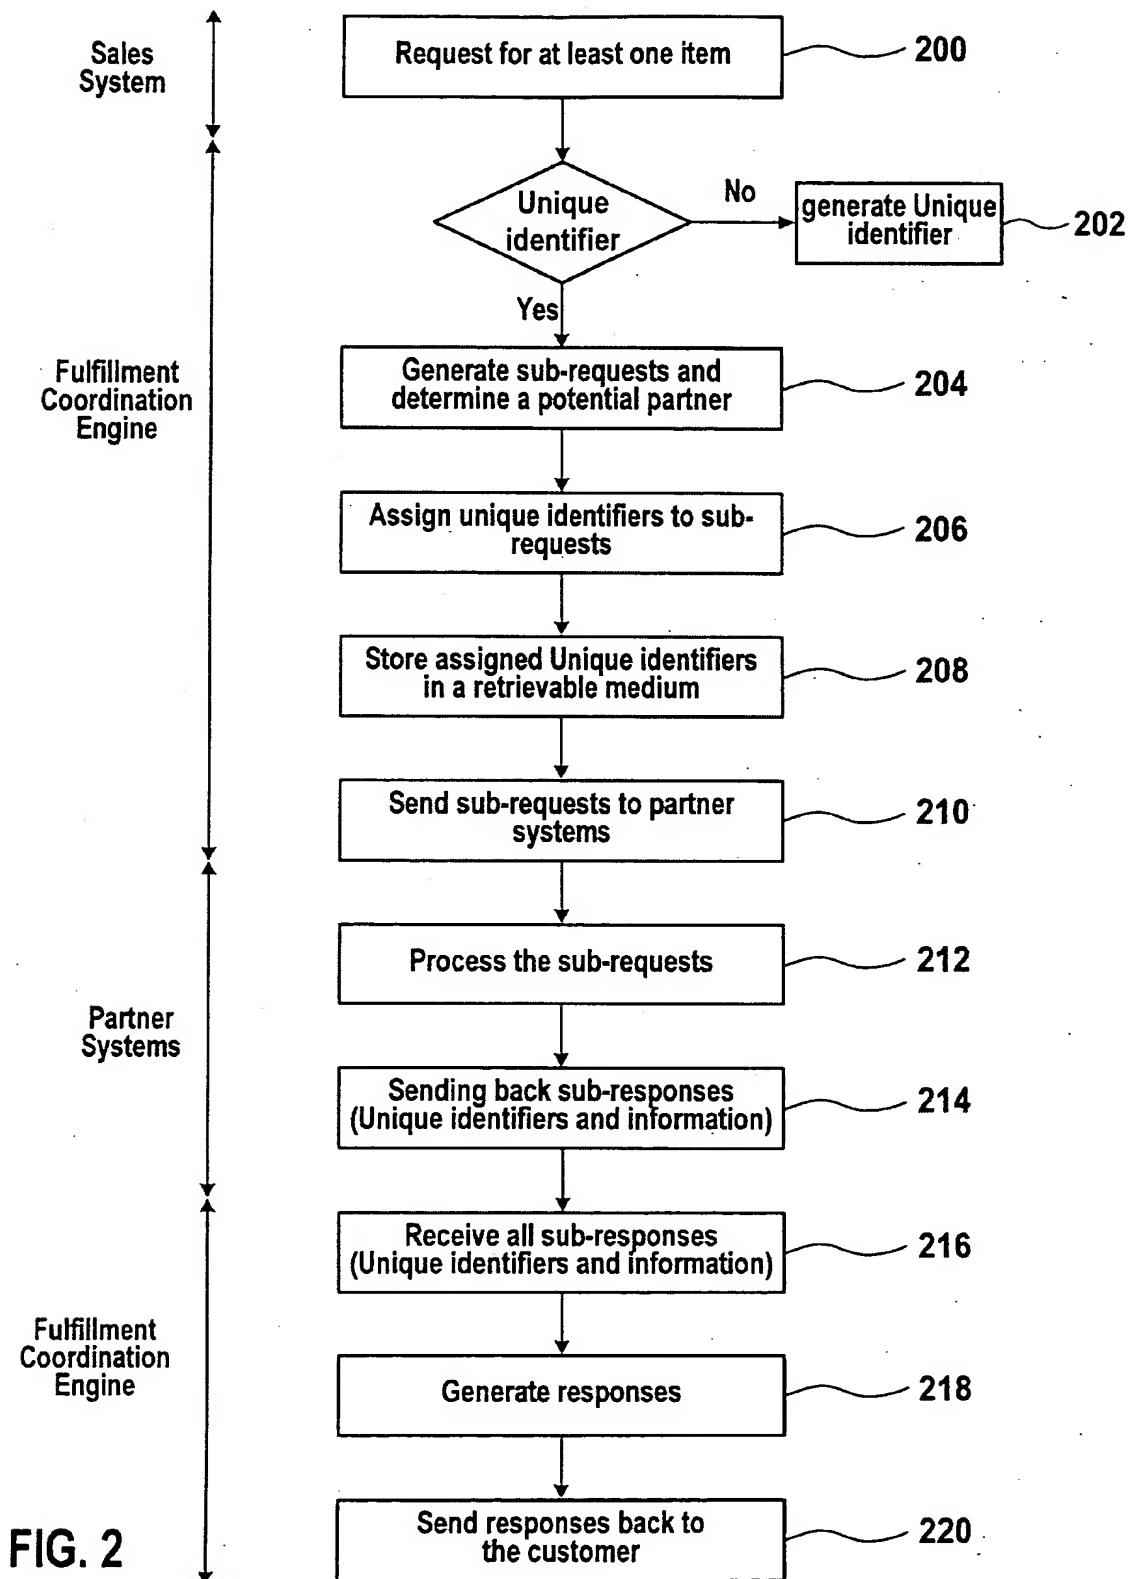 Sales
System
Request for at least one item
200
Unique
identifier
No
generate Unique
identifier
202
Yes
Fulfillment
Coordination
Engine
Generate sub-requests and
determine a potential partner
204
Assign unique identifiers to sub-
requests
206
Store assigned Unique identifiers
in a retrievable medium
208
Send sub-requests to partner
systems
210
Partner
Systems
Process the sub-requests
212
Sending back sub-responses
(Unique identifiers and information)
214
Fulfillment
Coordination
Engine
Receive all sub-responses
(Unique identifiers and information)
216
Generate responses
218
Send responses back to
the customer
220
FIG. 2